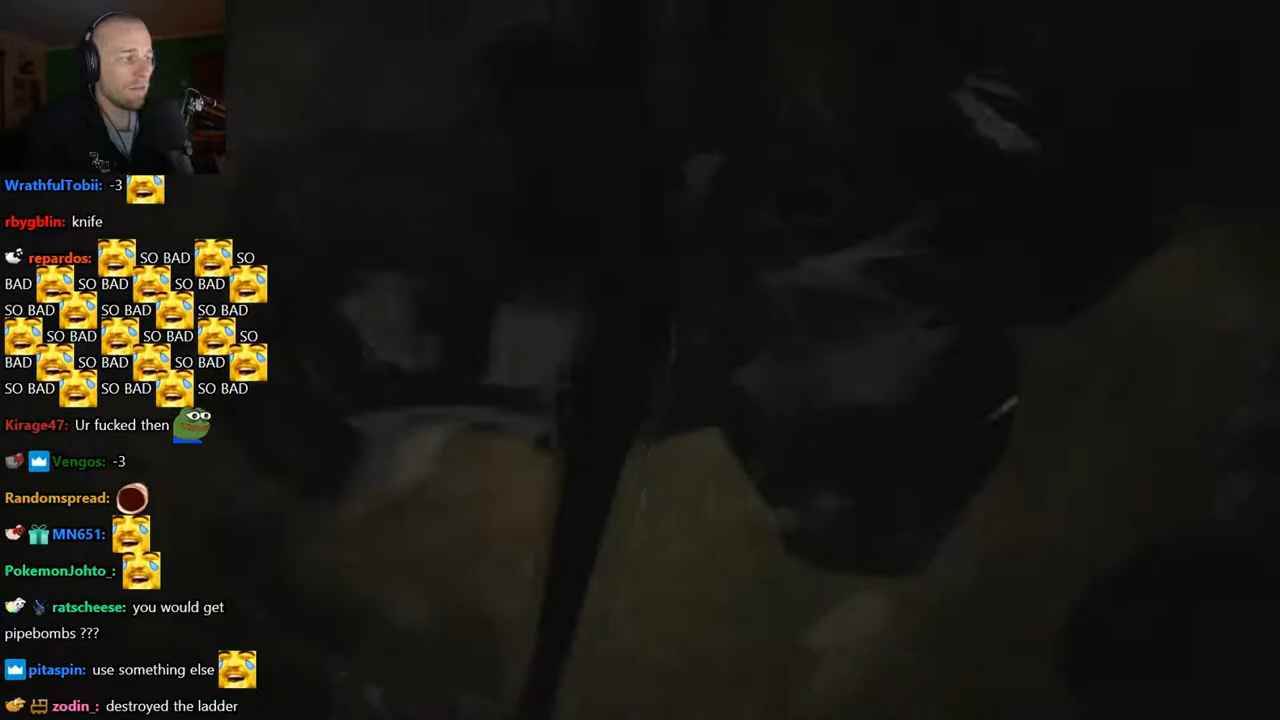 WrathfulTobii: -3
rbygblin: knife
repardos: SO BAD SO
BAD SO BAD SO BAD
SO BAD SO BAD SO BAD
SO BAD SO BAD SO
BAD SO BAD SO BAD
SO BAD SO BAD SO BAD
Kirage47: Ur fucked then
Vengos: -3
Randomspread:
MN651:
PokemonJohto_:
ratscheese: you would get
pipebombs ???
pitaspin: use something else
zodin_: destroyed the ladder